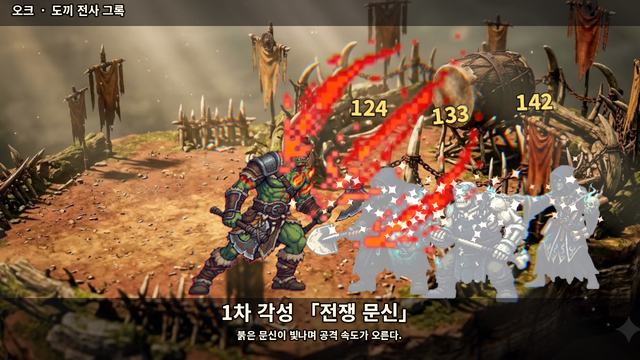 오크 · 도끼 전사 그록
124
133
142
1차 각성 「전쟁 문신」
붉은 문신이 빛나며 공격 속도가 오른다.